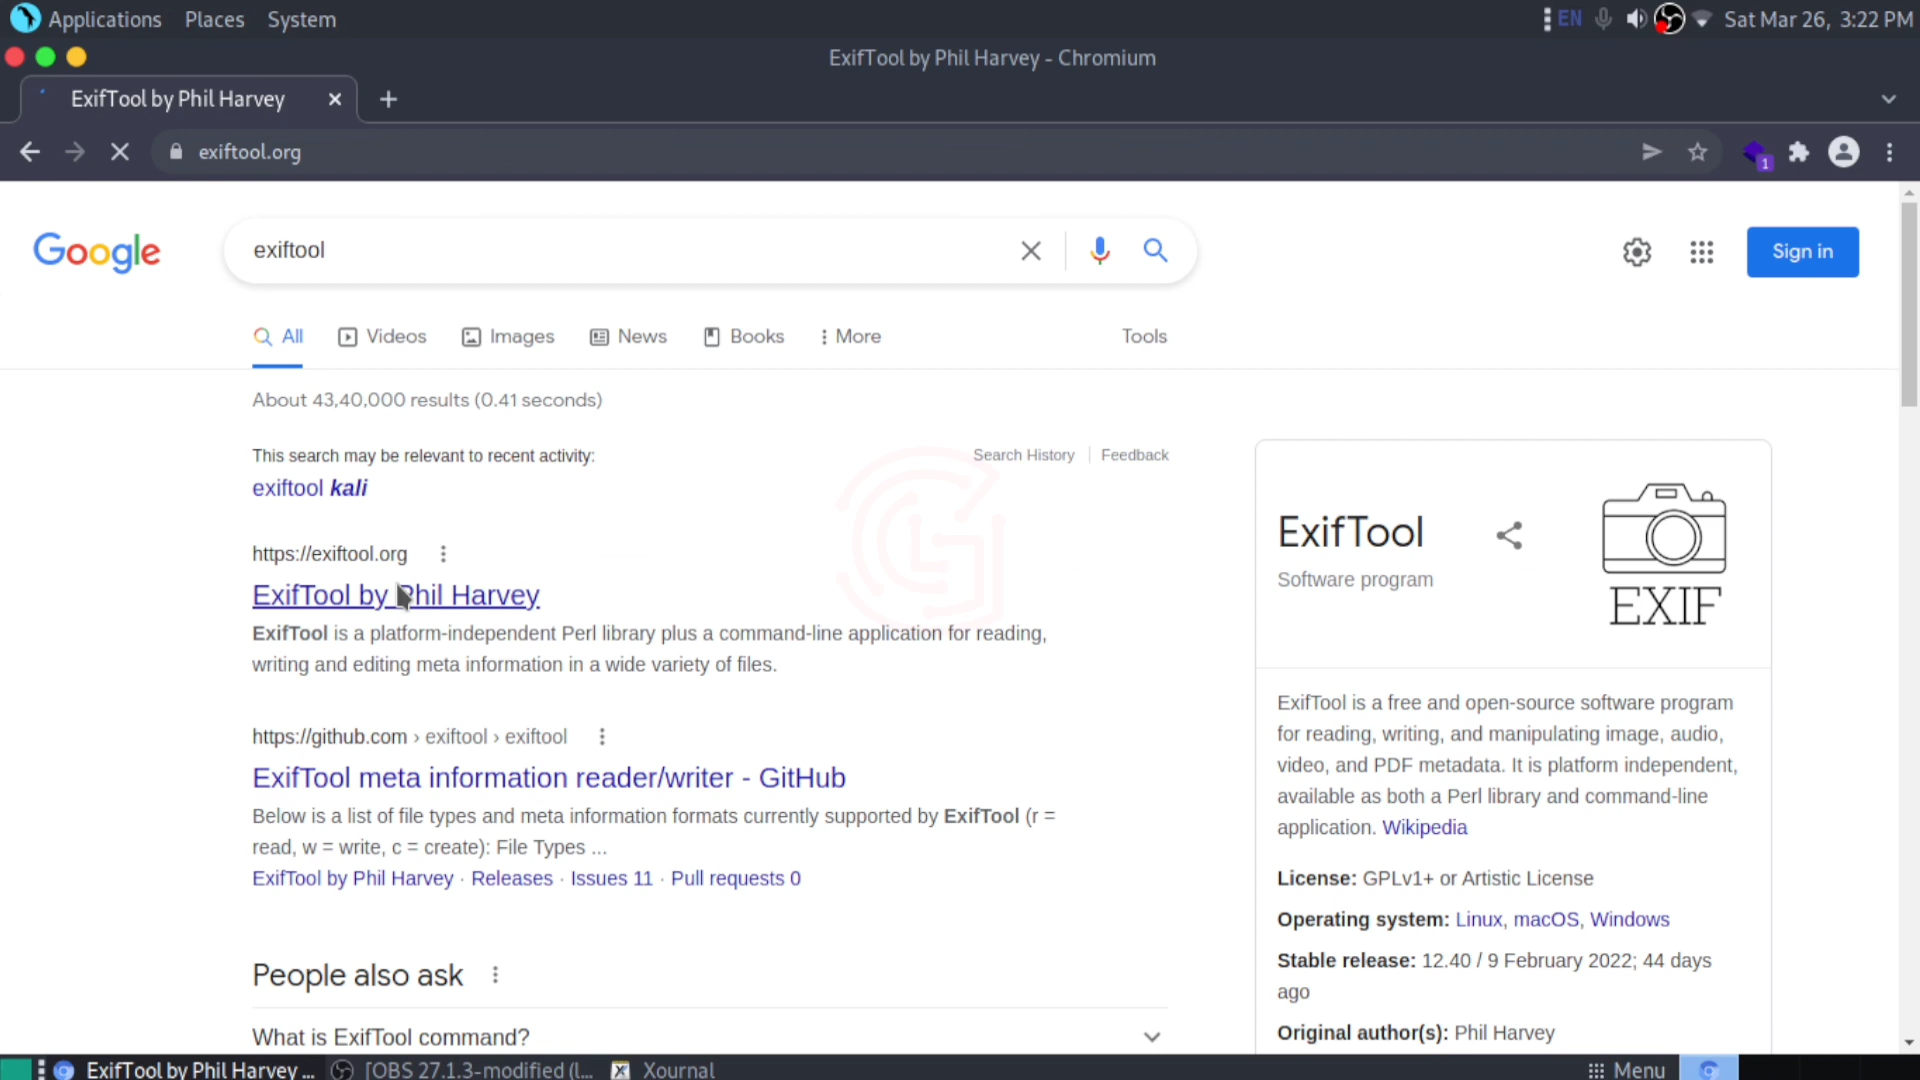 Applications Places System
EN Sat Mar 26, 3:22 PM
ExifTool by Phil Harvey - Chromium
ExifTool by Phil Harvey
exiftool.org
1
Google
exiftool
Sign in
All Videos Images News Books More Tools
About 43,40,000 results (0.41 seconds)
This search may be relevant to recent activity:
Search History Feedback
exiftool kali
https://exiftool.org
ExifTool by Phil Harvey
ExifTool is a platform-independent Perl library plus a command-line application for reading,
writing and editing meta information in a wide variety of files.
https://github.com › exiftool › exiftool
ExifTool meta information reader/writer - GitHub
Below is a list of file types and meta information formats currently supported by ExifTool (r =
read, w = write, c = create): File Types ...
ExifTool by Phil Harvey · Releases · Issues 11 · Pull requests 0
People also ask
What is ExifTool command?
ExifTool
Software program
EXIF
ExifTool is a free and open-source software program
for reading, writing, and manipulating image, audio,
video, and PDF metadata. It is platform independent,
available as both a Perl library and command-line
application. Wikipedia
License: GPLv1+ or Artistic License
Operating system: Linux, macOS, Windows
Stable release: 12.40 / 9 February 2022; 44 days
ago
Original author(s): Phil Harvey
ExifTool by Phil Harvey ... [OBS 27.1.3-modified (l... Xournal Menu